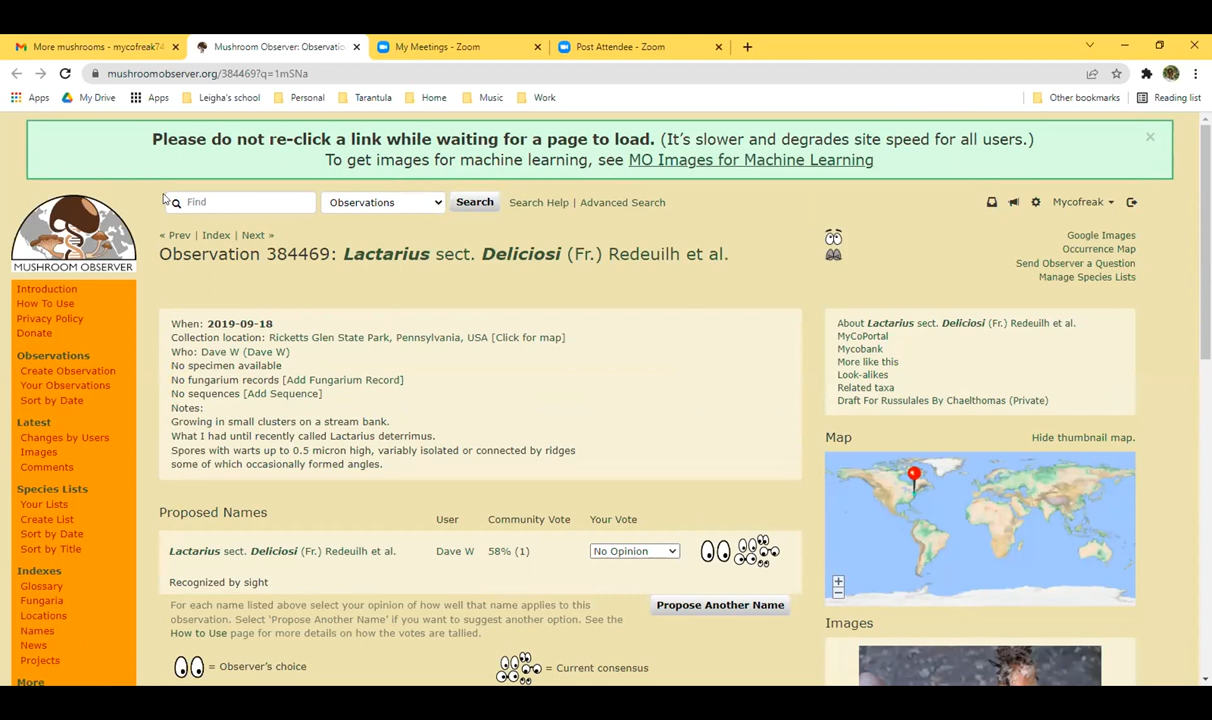 More mushrooms - mycofreak74
Mushroom Observer: Observatio
My Meetings - Zoom
Post Attendee - Zoom
mushroomobserver.org/384469?q=1mSNa
Apps My Drive Apps Leigha's school Personal Tarantula Home Music Work Other bookmarks Reading list
Please do not re-click a link while waiting for a page to load. (It's slower and degrades site speed for all users.)
To get images for machine learning, see MO Images for Machine Learning
Find Observations Search Search Help | Advanced Search Mycofreak
MUSHROOM OBSERVER
Introduction
How To Use
Privacy Policy
Donate
Observations
Create Observation
Your Observations
Sort by Date
Latest
Changes by Users
Images
Comments
Species Lists
Your Lists
Create List
Sort by Date
Sort by Title
Indexes
Glossary
Fungaria
Locations
Names
News
Projects
More
« Prev | Index | Next »
Observation 384469: Lactarius sect. Deliciosi (Fr.) Redeuilh et al.
Google Images
Occurrence Map
Send Observer a Question
Manage Species Lists
When: 2019-09-18
Collection location: Ricketts Glen State Park, Pennsylvania, USA [Click for map]
Who: Dave W (Dave W)
No specimen available
No fungarium records [Add Fungarium Record]
No sequences [Add Sequence]
Notes:
Growing in small clusters on a stream bank.
What I had until recently called Lactarius deterrimus.
Spores with warts up to 0.5 micron high, variably isolated or connected by ridges
some of which occasionally formed angles.
About Lactarius sect. Deliciosi (Fr.) Redeuilh et al.
MyCoPortal
Mycobank
More like this
Look-alikes
Related taxa
Draft For Russulales By Chaelthomas (Private)
Map Hide thumbnail map.
+
−
Images
Proposed Names
User Community Vote Your Vote
Lactarius sect. Deliciosi (Fr.) Redeuilh et al. Dave W 58% (1) No Opinion
Recognized by sight
For each name listed above select your opinion of how well that name applies to this
observation. Select 'Propose Another Name' if you want to suggest another option. See the
How to Use page for more details on how the votes are tallied.
Propose Another Name
= Observer's choice
= Current consensus